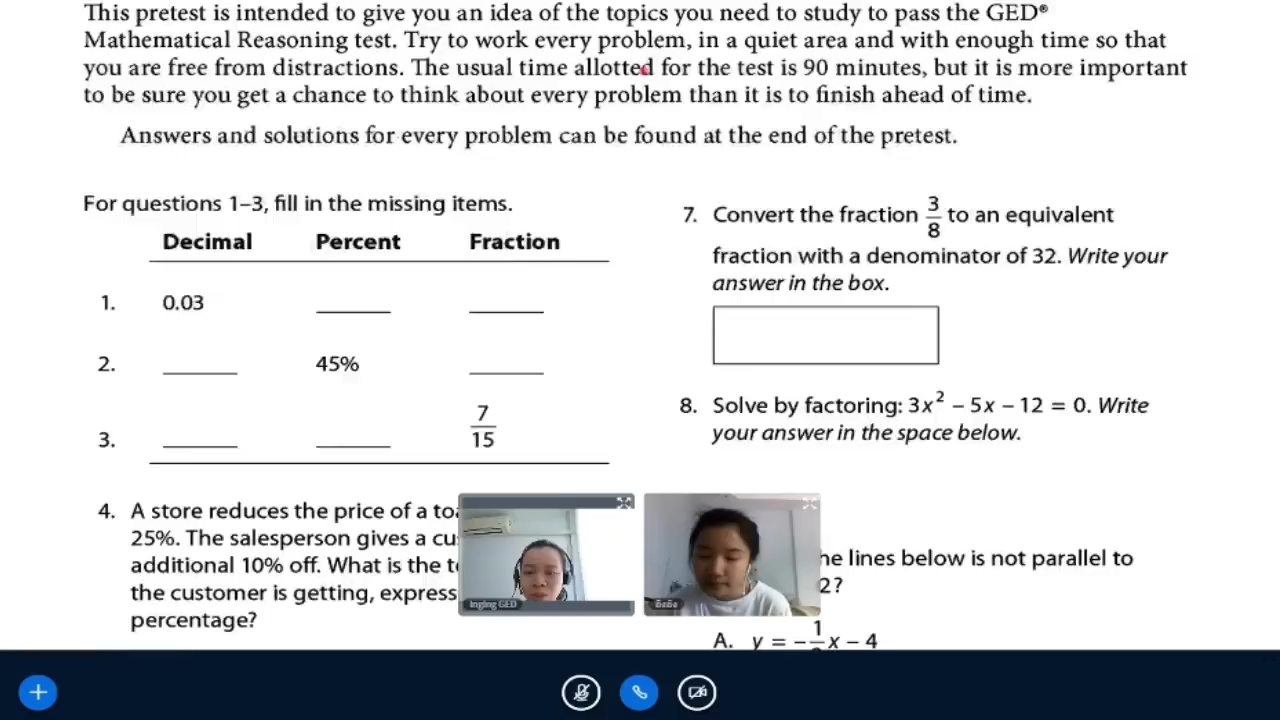 This pretest is intended to give you an idea of the topics you need to study to pass the GED®
Mathematical Reasoning test. Try to work every problem, in a quiet area and with enough time so that
you are free from distractions. The usual time allotted for the test is 90 minutes, but it is more important
to be sure you get a chance to think about every problem than it is to finish ahead of time.
Answers and solutions for every problem can be found at the end of the pretest.
For questions 1–3, fill in the missing items.
Decimal Percent Fraction
1. 0.03 ______ ______
2. ______ 45% ______
3. ______ ______ 7/15
4. A store reduces the price of a
25%. The salesperson gives a
additional 10% off. What is the
the customer is getting,
percentage?
7. Convert the fraction 3/8 to an equivalent
fraction with a denominator of 32. Write your
answer in the box.
8. Solve by factoring: 3x² – 5x – 12 = 0. Write
your answer in the space below.
lines below is not parallel to
2?
A. y = –
x – 4
Inging GED